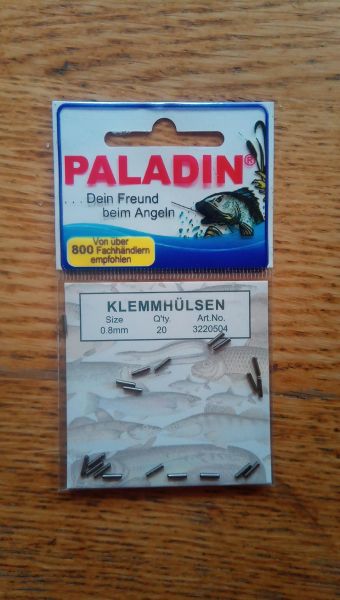 PALADIN®
...Dein Freund
beim Angeln
Von über
800 Fachhändlern
empfohlen
KLEMMHÜLSEN
Size Q'ty. Art.No.
0.8mm 20 3220504